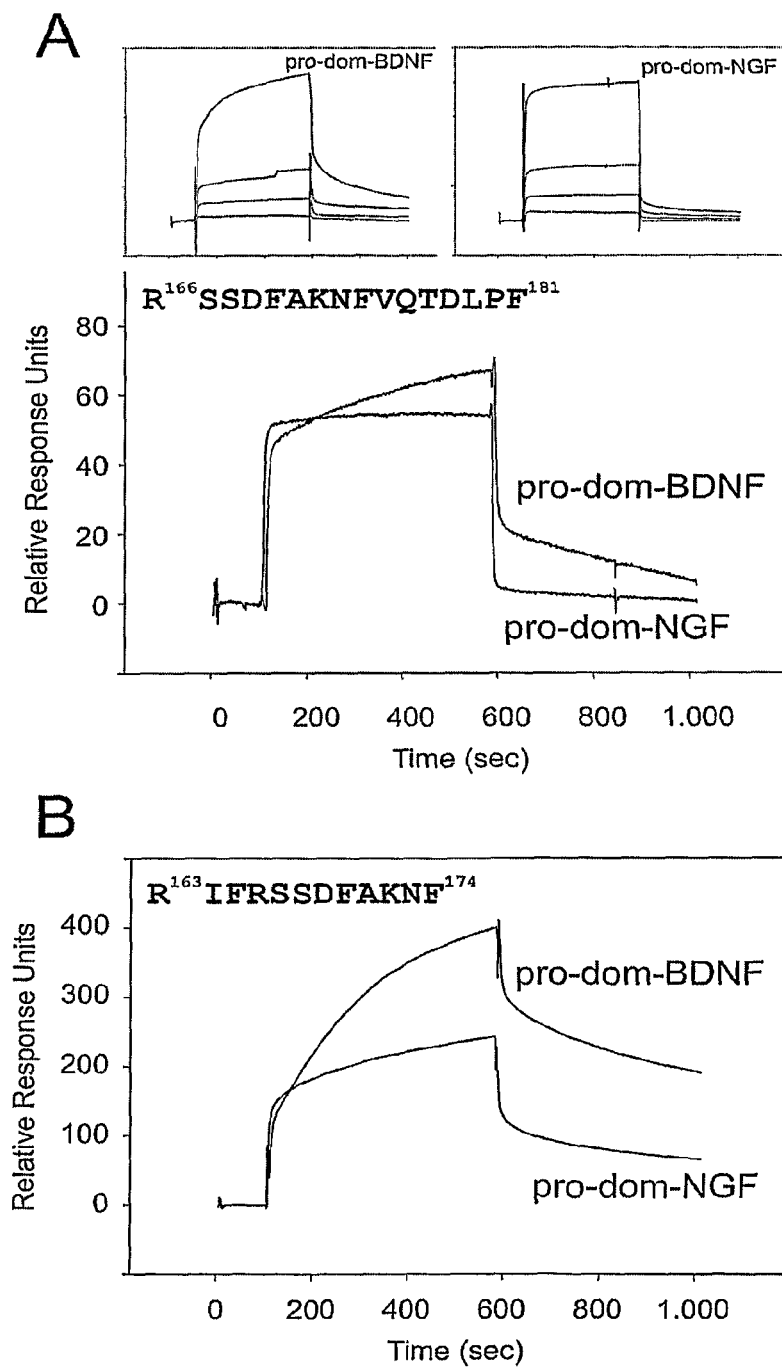 A
pro-dom-BDNF
pro-dom-NGF
R166SSDFAKNFVQTDLPF181
Relative Response Units
80
60
40
20
0
pro-dom-BDNF
pro-dom-NGF
0 200 400 600 800 1.000
Time (sec)
B
R163IFRSSDFAKNF174
Relative Response Units
400
300
200
100
0
pro-dom-BDNF
pro-dom-NGF
0 200 400 600 800 1.000
Time (sec)